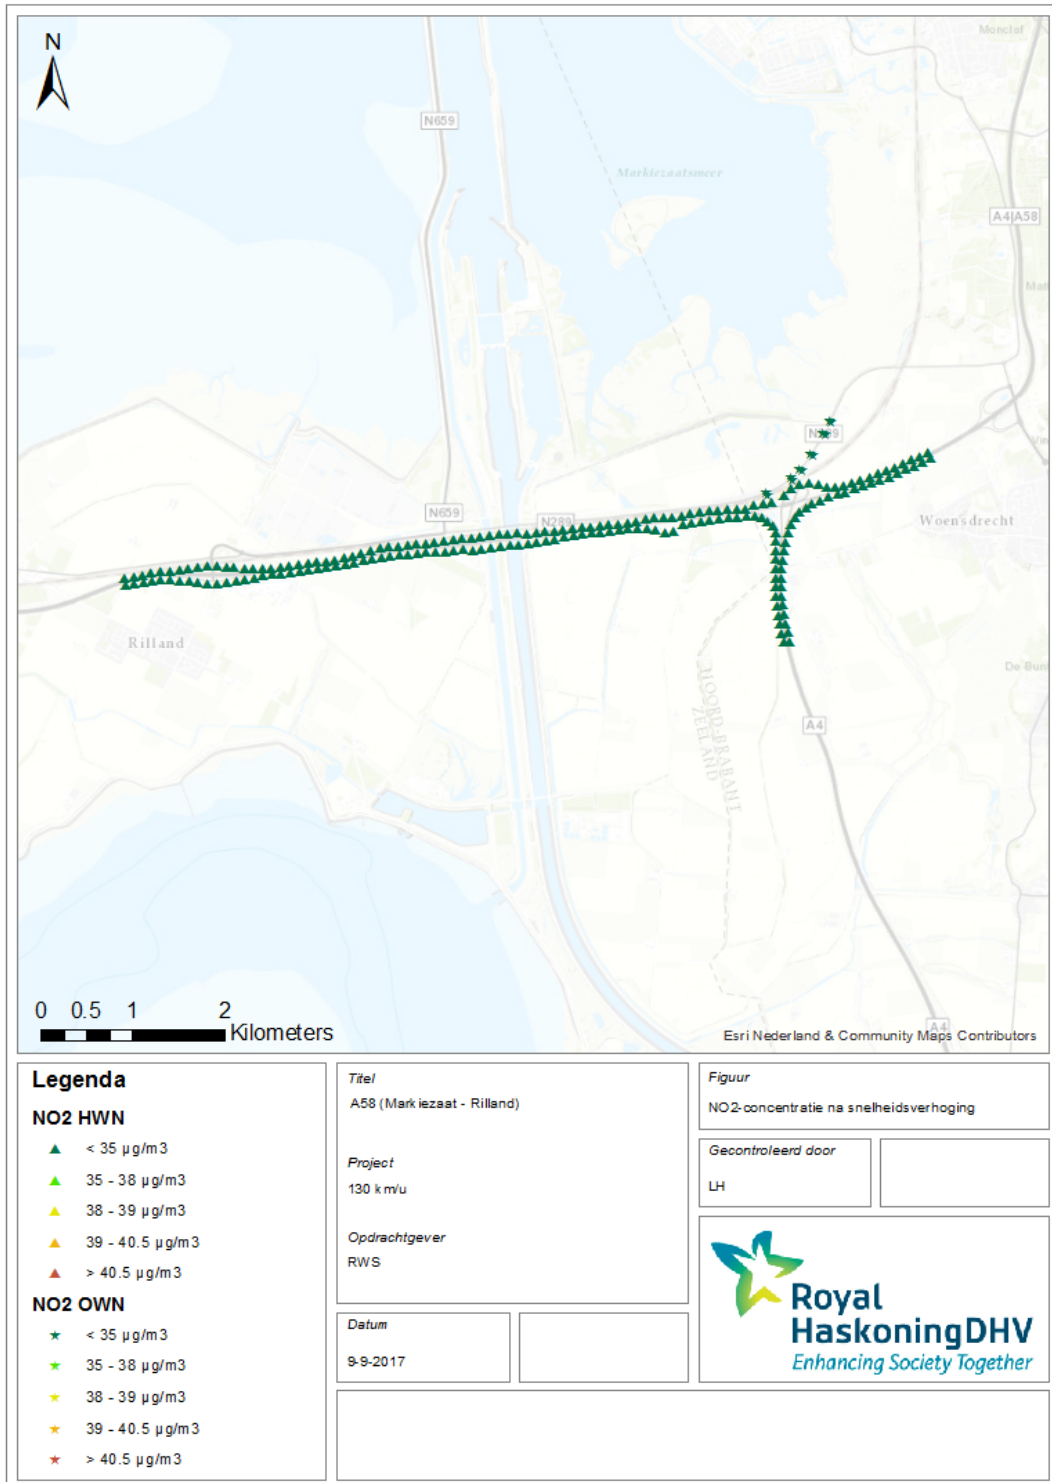 N
Monclaf
N659
Markiezaatsmeer
A4|A58
N289
N659
N289
Woensdrecht
Rilland
NOORD-BRABANT
ZEELAND
A4
A4
0 0.5 1 2
Kilometers
Esri Nederland & Community Maps Contributors
Legenda
NO2 HWN
< 35 µg/m3
35 - 38 µg/m3
38 - 39 µg/m3
39 - 40.5 µg/m3
> 40.5 µg/m3
NO2 OWN
< 35 µg/m3
35 - 38 µg/m3
38 - 39 µg/m3
39 - 40.5 µg/m3
> 40.5 µg/m3
Titel
A58 (Markiezaat - Rilland)
Project
130 km/u
Opdrachtgever
RWS
Datum
9-9-2017
Figuur
NO2-concentratie na snelheidsverhoging
Gecontroleerd door
LH
Royal
HaskoningDHV
Enhancing Society Together